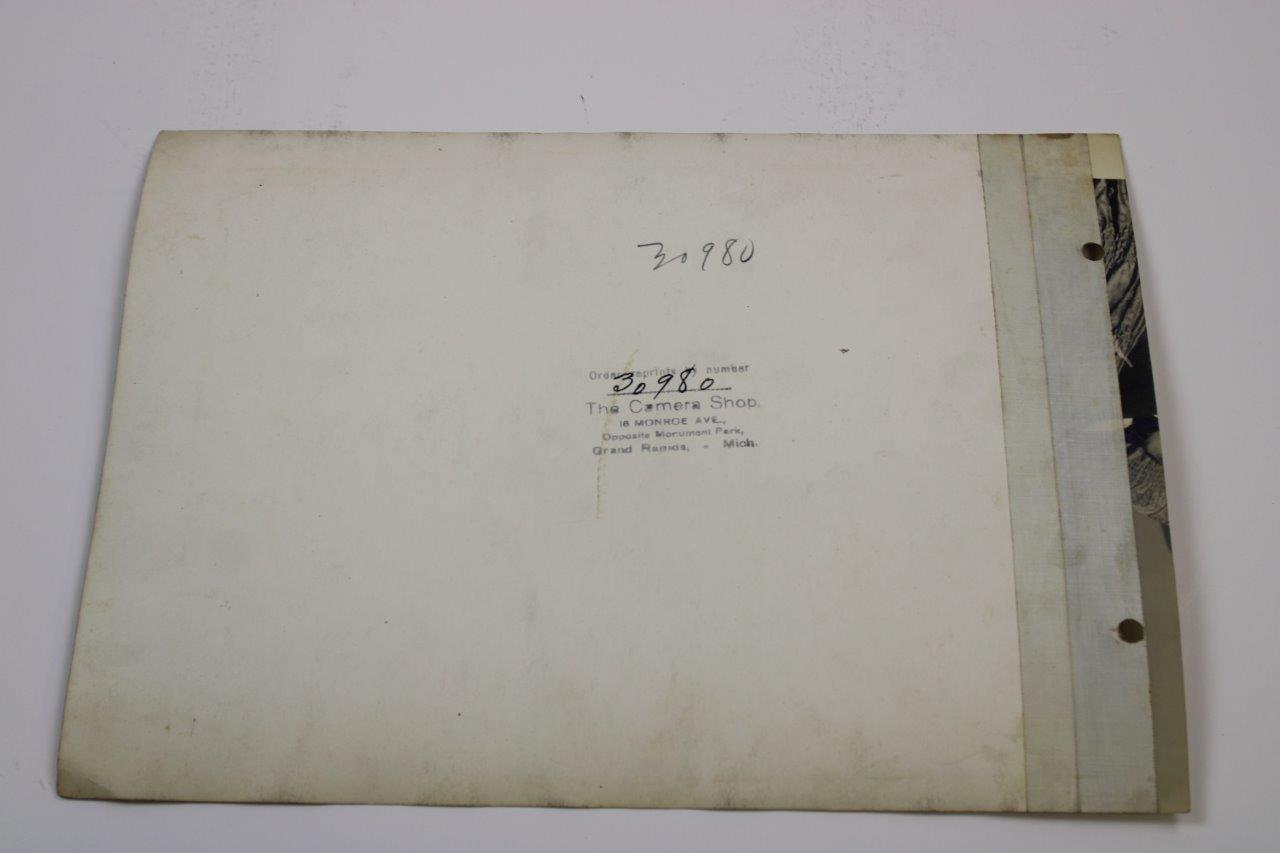 30980
Order reprints by number
30980
The Camera Shop,
16 MONROE AVE.,
Opposite Monument Park,
Grand Rapids, - Mich.